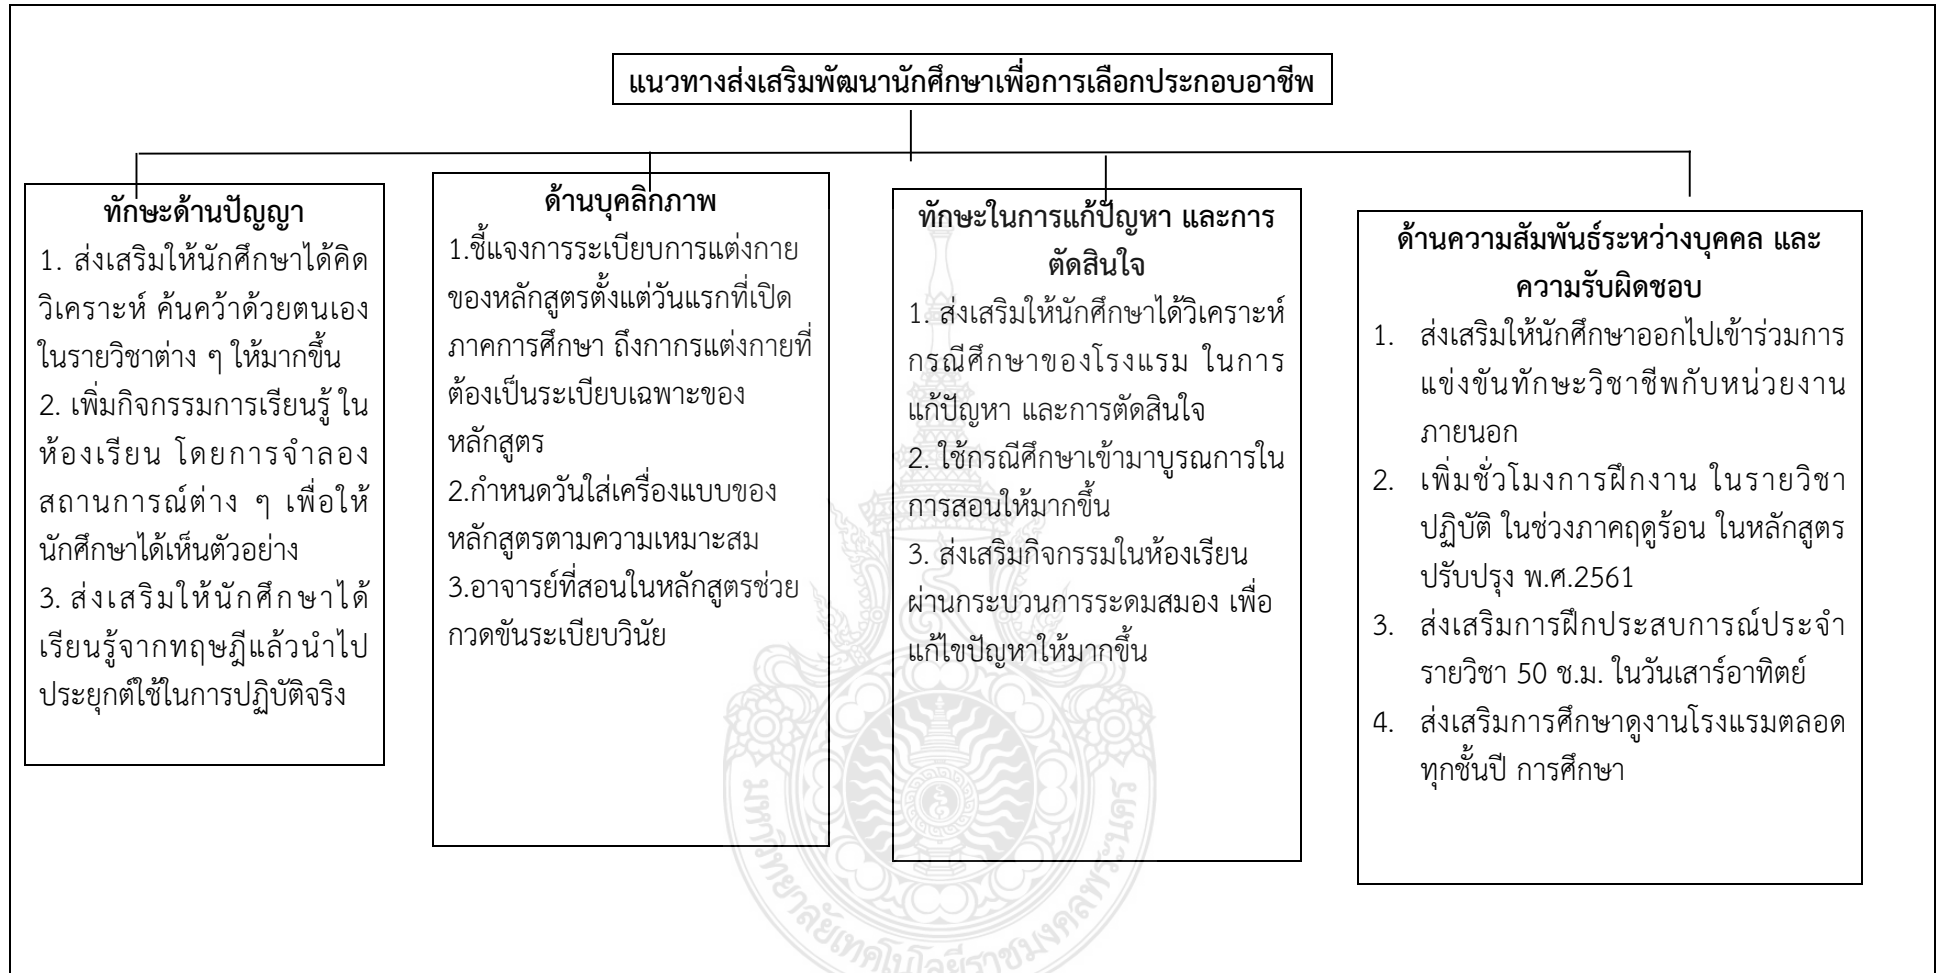 แนวทางส่งเสริมพัฒนานักศึกษาเพื่อการเลือกประกอบอาชีพ
ทักษะด้านปัญญา
1. ส่งเสริมให้นักศึกษาได้คิด
วิเคราะห์ ค้นคว้าด้วยตนเอง
ในรายวิชาต่าง ๆ ให้มากขึ้น
2. เพิ่มกิจกรรมการเรียนรู้ ใน
ห้องเรียน โดยการจำลอง
สถานการณ์ต่าง ๆ เพื่อให้
นักศึกษาได้เห็นตัวอย่าง
3. ส่งเสริมให้นักศึกษาได้
เรียนรู้จากทฤษฎีแล้วนำไป
ประยุกต์ใช้ในการปฏิบัติจริง
ด้านบุคลิกภาพ
1.ชี้แจงการระเบียบการแต่งกาย
ของหลักสูตรตั้งแต่วันแรกที่เปิด
ภาคการศึกษา ถึงกากรแต่งกายที่
ต้องเป็นระเบียบเฉพาะของ
หลักสูตร
2.กำหนดวันใส่เครื่องแบบของ
หลักสูตรตามความเหมาะสม
3.อาจารย์ที่สอนในหลักสูตรช่วย
กวดขันระเบียบวินัย
ทักษะในการแก้ปัญหา และการ
ตัดสินใจ
1. ส่งเสริมให้นักศึกษาได้วิเคราะห์
กรณีศึกษาของโรงแรม ในการ
แก้ปัญหา และการตัดสินใจ
2. ใช้กรณีศึกษาเข้ามาบูรณการใน
การสอนให้มากขึ้น
3. ส่งเสริมกิจกรรมในห้องเรียน
ผ่านกระบวนการระดมสมอง เพื่อ
แก้ไขปัญหาให้มากขึ้น
ด้านความสัมพันธ์ระหว่างบุคคล และ
ความรับผิดชอบ
1. ส่งเสริมให้นักศึกษาออกไปเข้าร่วมการ
แข่งขันทักษะวิชาชีพกับหน่วยงาน
ภายนอก
2. เพิ่มชั่วโมงการฝึกงาน ในรายวิชา
ปฏิบัติ ในช่วงภาคฤดูร้อน ในหลักสูตร
ปรับปรุง พ.ศ.2561
3. ส่งเสริมการฝึกประสบการณ์ประจำ
รายวิชา 50 ช.ม. ในวันเสาร์อาทิตย์
4. ส่งเสริมการศึกษาดูงานโรงแรมตลอด
ทุกชั้นปี การศึกษา
มหาวิทยาลัยเทคโนโลยีราชมงคลพระนคร